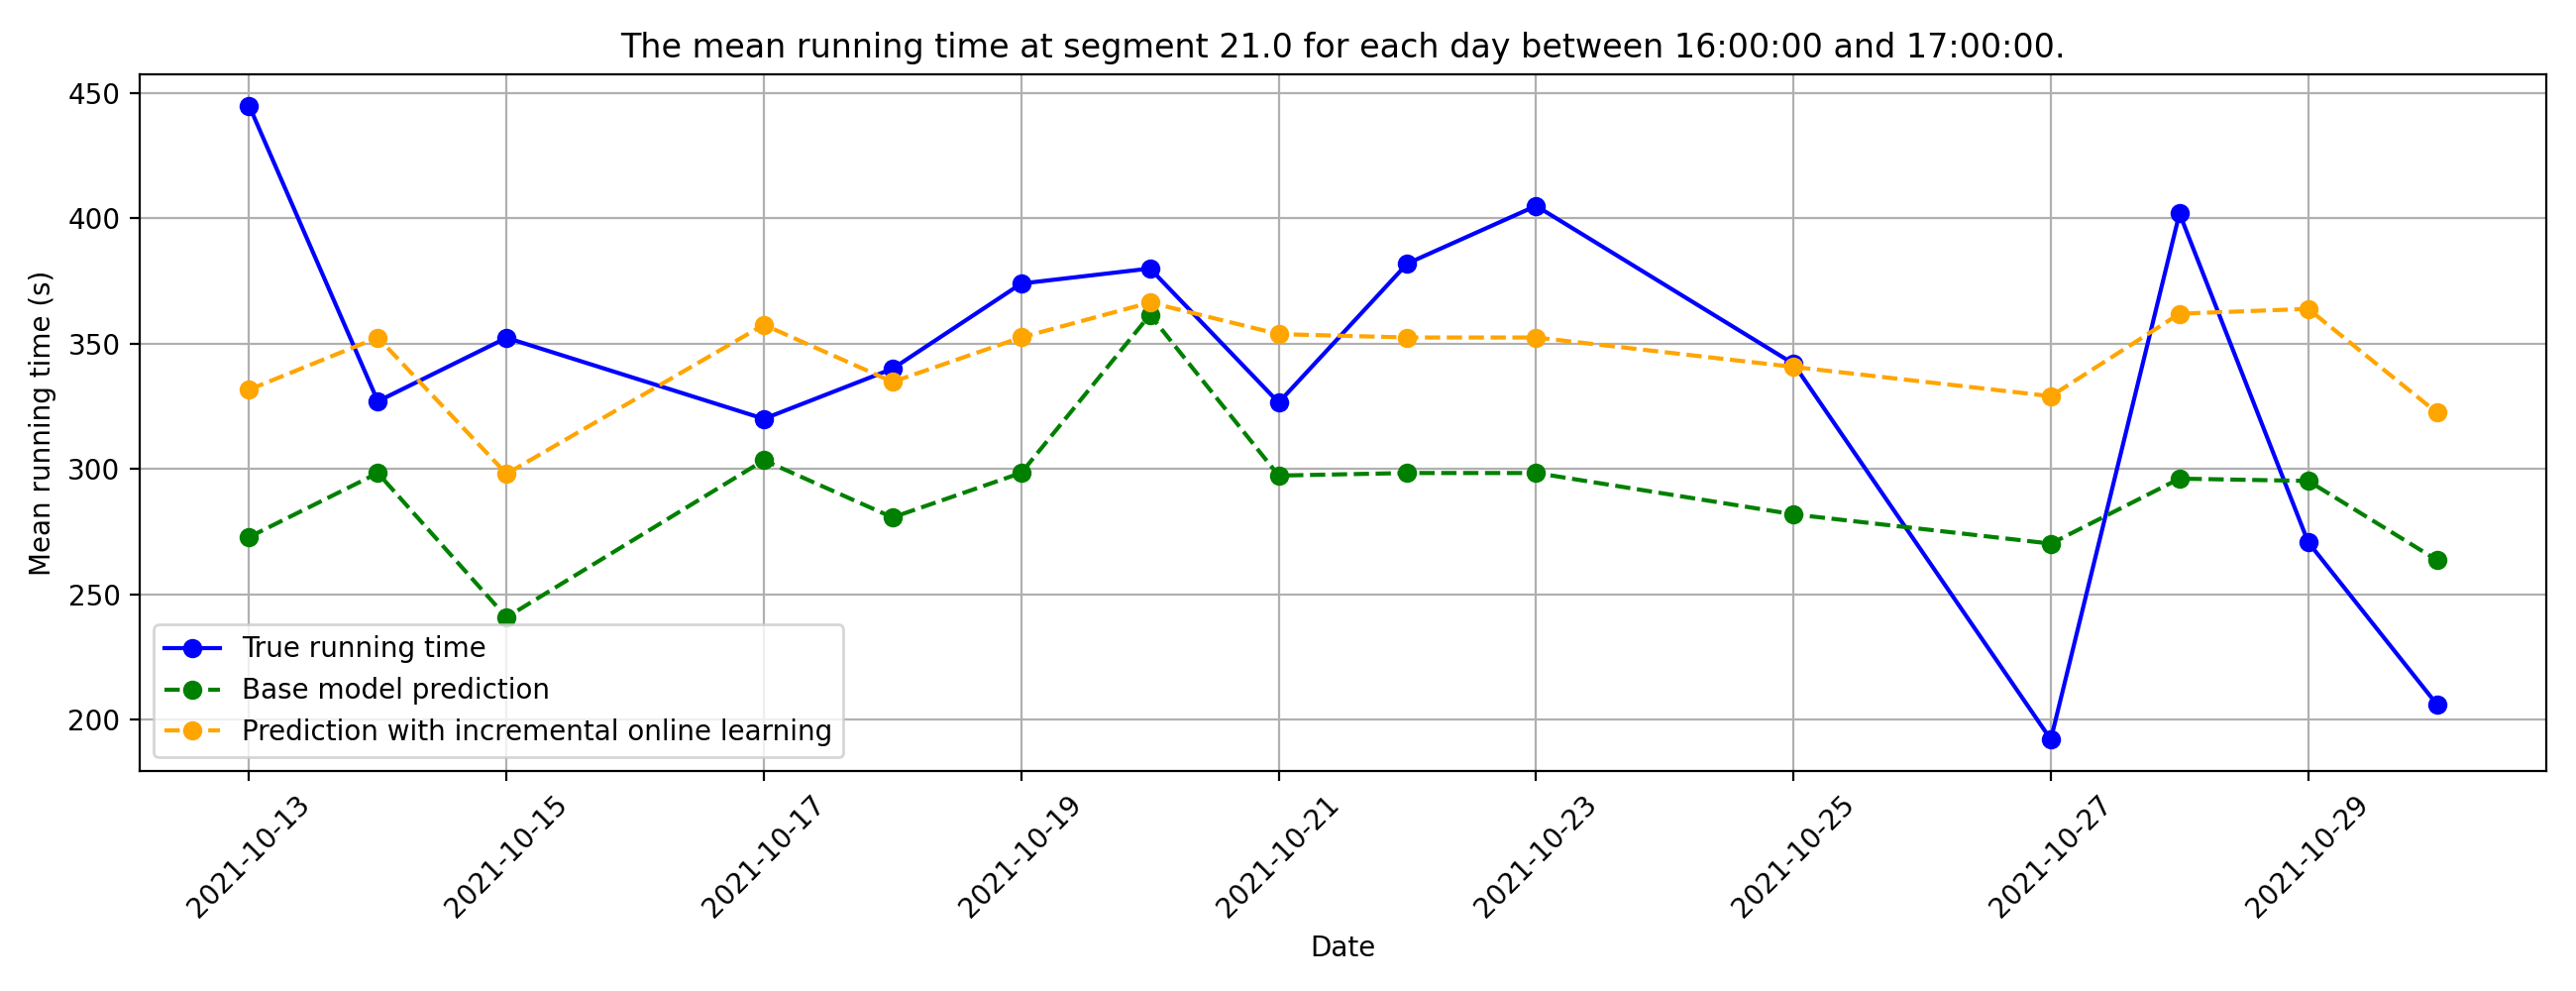 The mean running time at segment 21.0 for each day between 16:00:00 and 17:00:00.
450
400
350
300
250
200
Mean running time (s)
True running time
Base model prediction
Prediction with incremental online learning
2021-10-13
2021-10-15
2021-10-17
2021-10-19
2021-10-21
2021-10-23
2021-10-25
2021-10-27
2021-10-29
Date